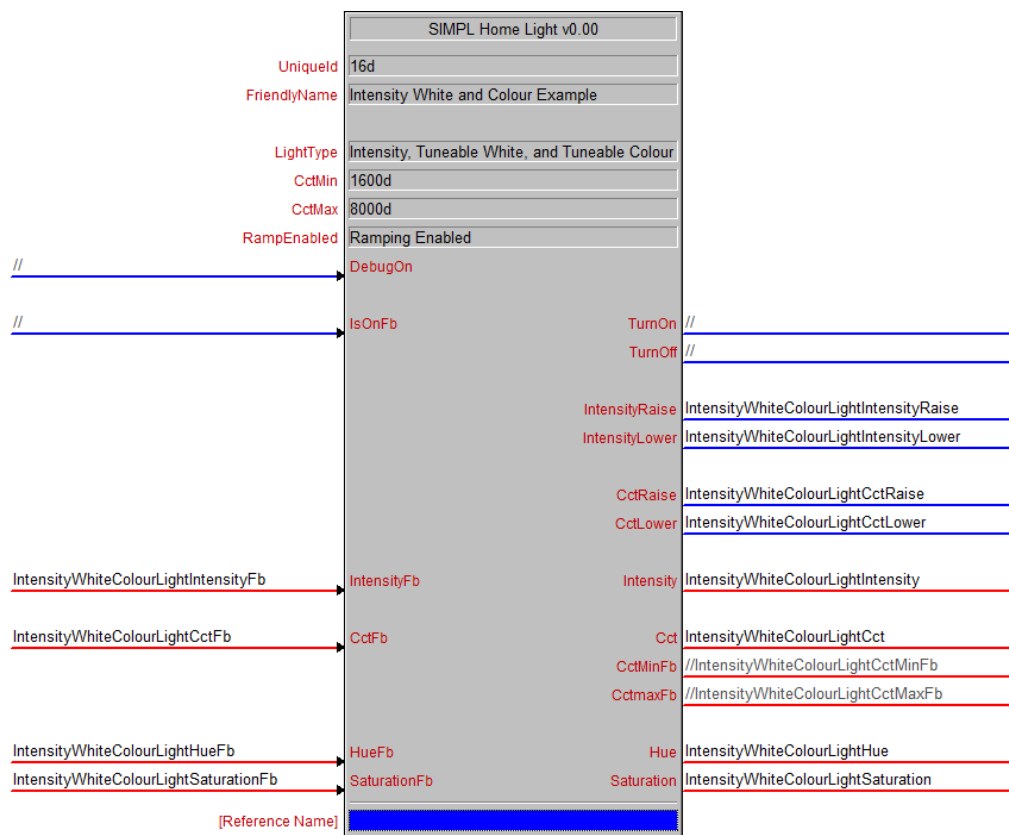 SIMPL Home Light v0.00
UniqueId 16d
FriendlyName Intensity White and Colour Example
LightType Intensity, Tuneable White, and Tuneable Colour
CctMin 1600d
CctMax 8000d
RampEnabled Ramping Enabled
// DebugOn
// IsOnFb TurnOn //
TurnOff //
IntensityRaise IntensityWhiteColourLightIntensityRaise
IntensityLower IntensityWhiteColourLightIntensityLower
CctRaise IntensityWhiteColourLightCctRaise
CctLower IntensityWhiteColourLightCctLower
IntensityWhiteColourLightIntensityFb IntensityFb Intensity IntensityWhiteColourLightIntensity
IntensityWhiteColourLightCctFb CctFb Cct IntensityWhiteColourLightCct
CctMinFb //IntensityWhiteColourLightCctMinFb
CctmaxFb //IntensityWhiteColourLightCctMaxFb
IntensityWhiteColourLightHueFb HueFb Hue IntensityWhiteColourLightHue
IntensityWhiteColourLightSaturationFb SaturationFb Saturation IntensityWhiteColourLightSaturation
[Reference Name]